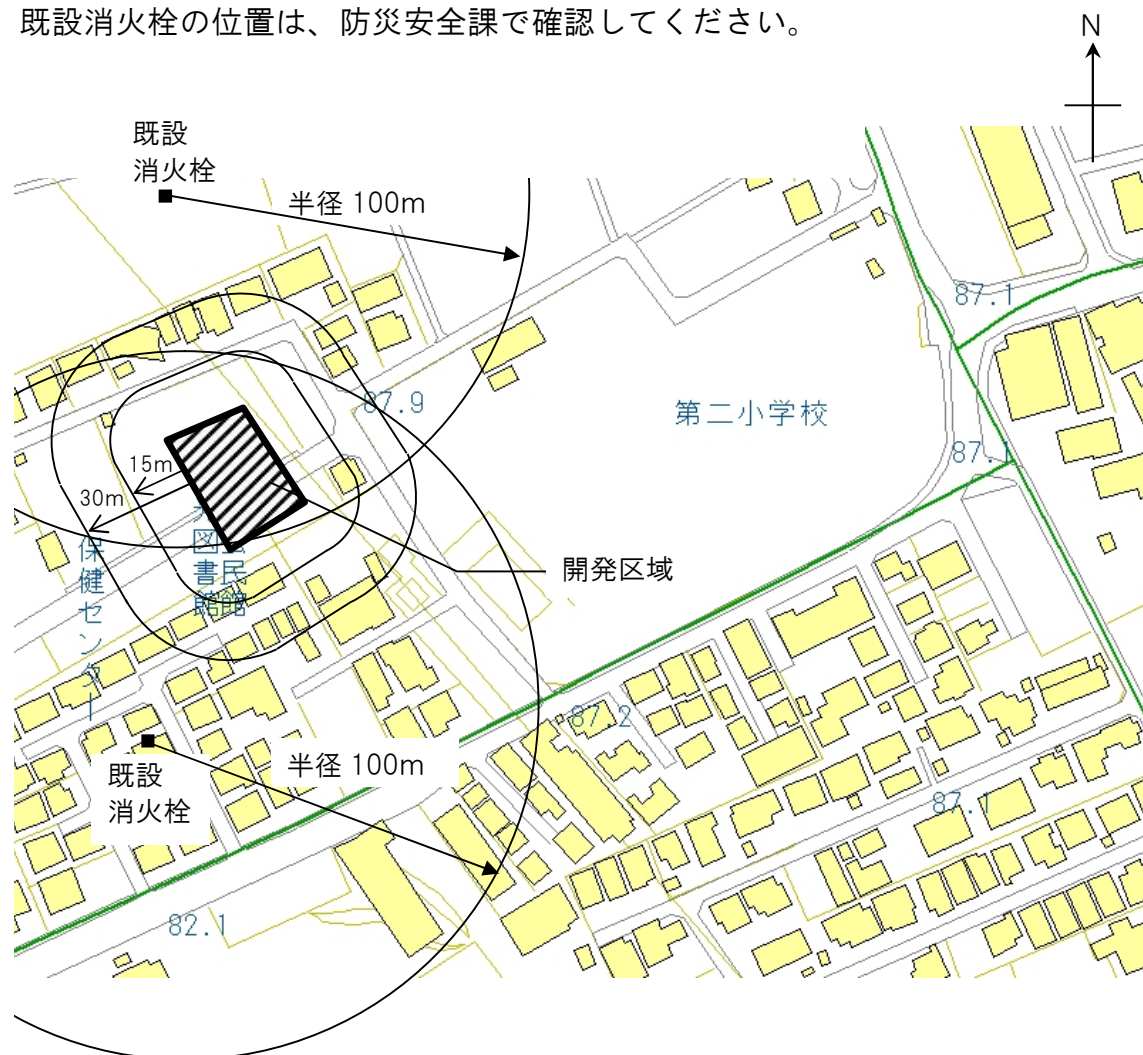 既設消火栓の位置は、防災安全課で確認してください。
N
既設
消火栓
半径 100m
87.1
87.9
第二小学校
87.1
15m
30m
開発区域
図書館
民館
保健センター
87.2
既設
消火栓
半径 100m
87.1
82.1